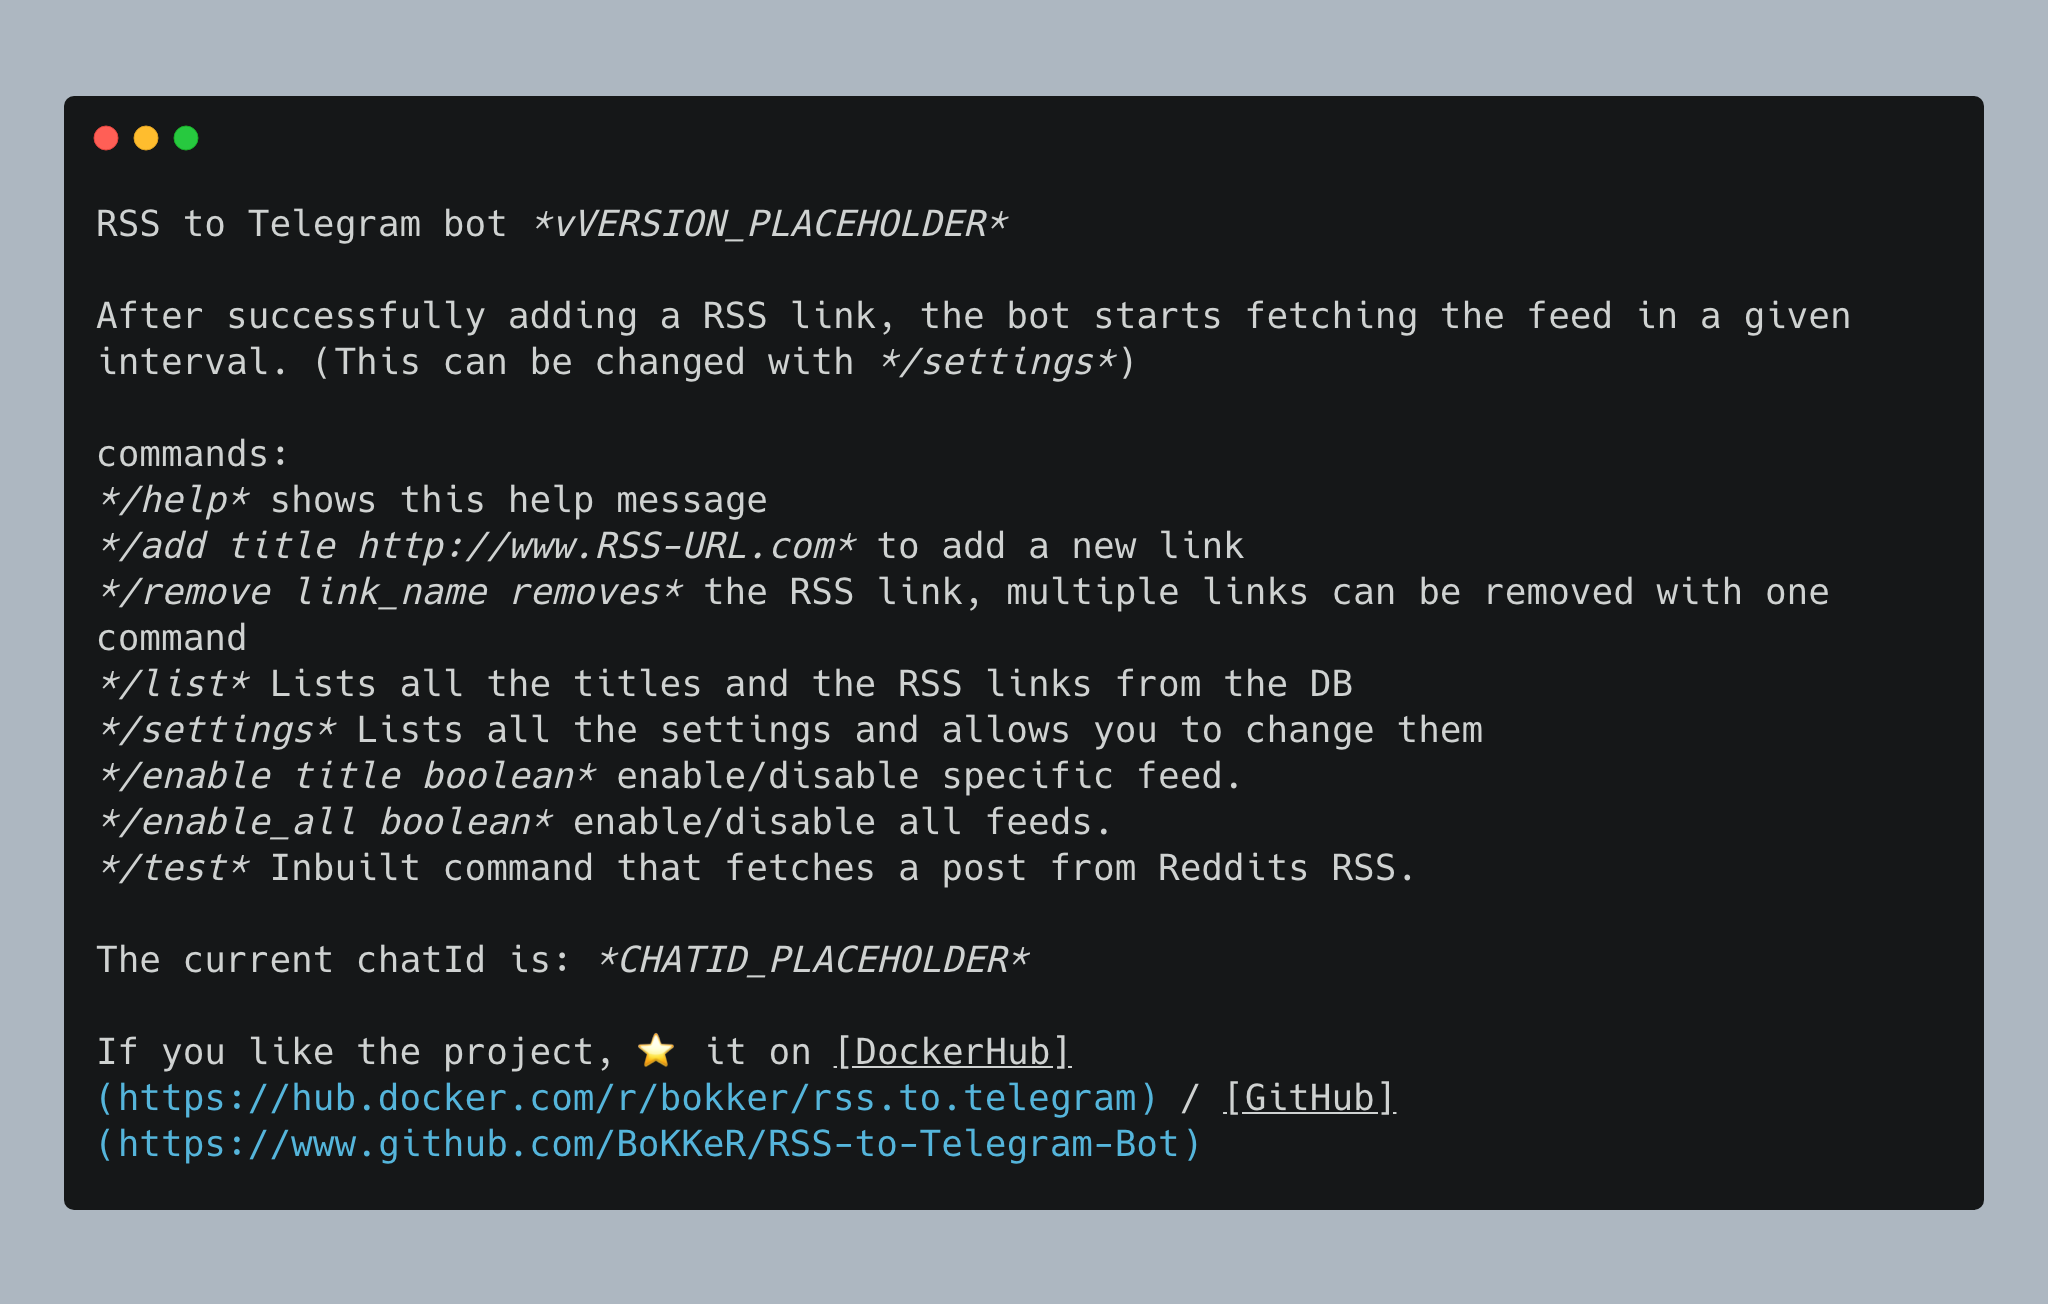 RSS to Telegram bot *vVERSION_PLACEHOLDER*
After successfully adding a RSS link, the bot starts fetching the feed in a given
interval. (This can be changed with */settings*)
commands:
*/help* shows this help message
*/add title http://www.RSS-URL.com* to add a new link
*/remove link_name removes* the RSS link, multiple links can be removed with one
command
*/list* Lists all the titles and the RSS links from the DB
*/settings* Lists all the settings and allows you to change them
*/enable title boolean* enable/disable specific feed.
*/enable_all boolean* enable/disable all feeds.
*/test* Inbuilt command that fetches a post from Reddits RSS.
The current chatId is: *CHATID_PLACEHOLDER*
If you like the project, ⭐ it on [DockerHub]
(https://hub.docker.com/r/bokker/rss.to.telegram) / [GitHub]
(https://www.github.com/BoKKeR/RSS-to-Telegram-Bot)